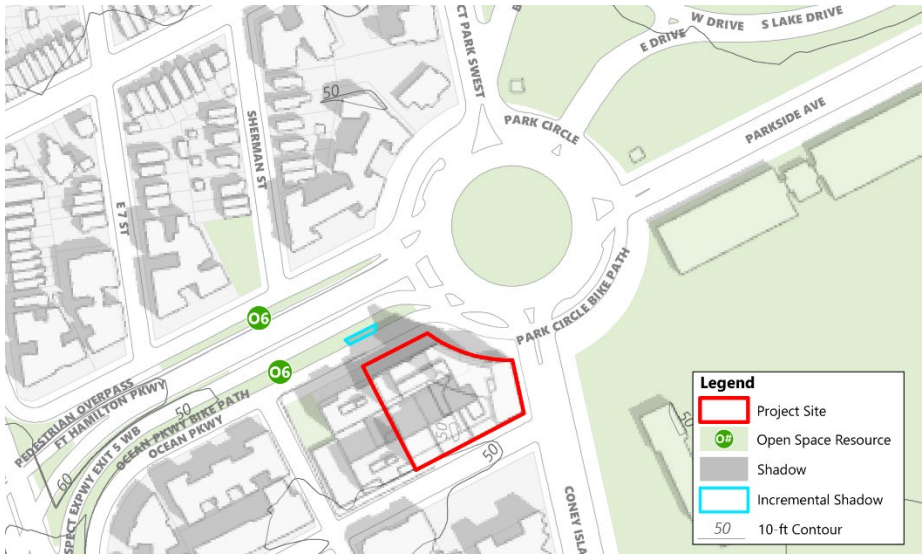 W DRIVE
S LAKE DRIVE
E DRIVE
CT PARK SWEST
PARK CIRCLE
PARKSIDE AVE
50
SHERMAN ST
E 7 ST
O6
PARK CIRCLE BIKE PATH
O6
PEDESTRIAN OVERPASS
FT HAMILTON PKWY
50
OCEAN PKWY BIKE PATH
OCEAN PKWY
SPECT EXPWY EXIT 5 WB
60
50
50
CONEY ISLA
Legend
Project Site
O# Open Space Resource
Shadow
Incremental Shadow
50 10-ft Contour